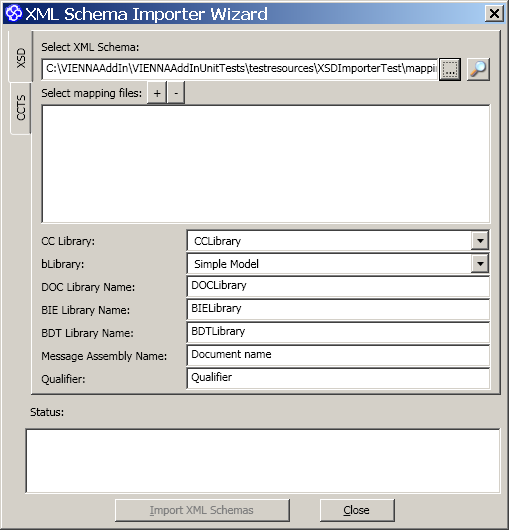 XML Schema Importer Wizard
XSD
CCTS
Select XML Schema:
C:\VIENNAAddIn\VIENNAAddInUnitTests\testresources\XSDImporterTest\mappi
...
Select mapping files: + -
CC Library: CCLibrary
bLibrary: Simple Model
DOC Library Name: DOCLibrary
BIE Library Name: BIELibrary
BDT Library Name: BDTLibrary
Message Assembly Name: Document name
Qualifier: Qualifier
Status:
Import XML Schemas Close